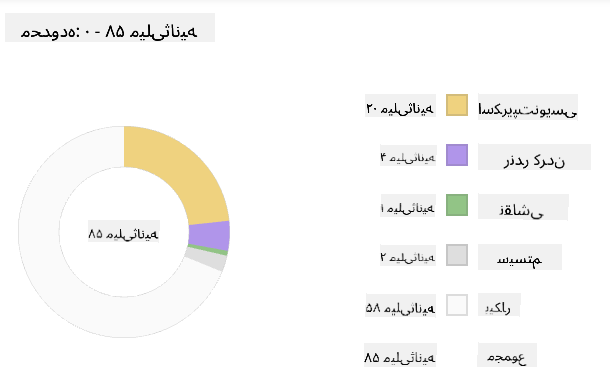 محدوده: ۰ - ۸۵ میلی‌ثانیه
اسکریپت‌نویسی ۲۰ میلی‌ثانیه
رندر کردن ۴ میلی‌ثانیه
نقاشی ۱ میلی‌ثانیه
۸۵ میلی‌ثانیه
سیستم ۲ میلی‌ثانیه
بیکار ۵۸ میلی‌ثانیه
مجموع ۸۵ میلی‌ثانیه